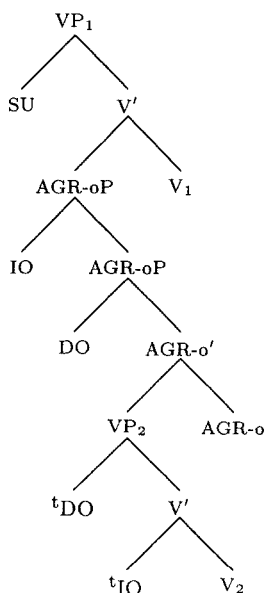 VP₁
SU V′
AGR-oP V₁
IO AGR-oP
DO AGR-o′
VP₂ AGR-o
ᵗDO V′
ᵗIO V₂